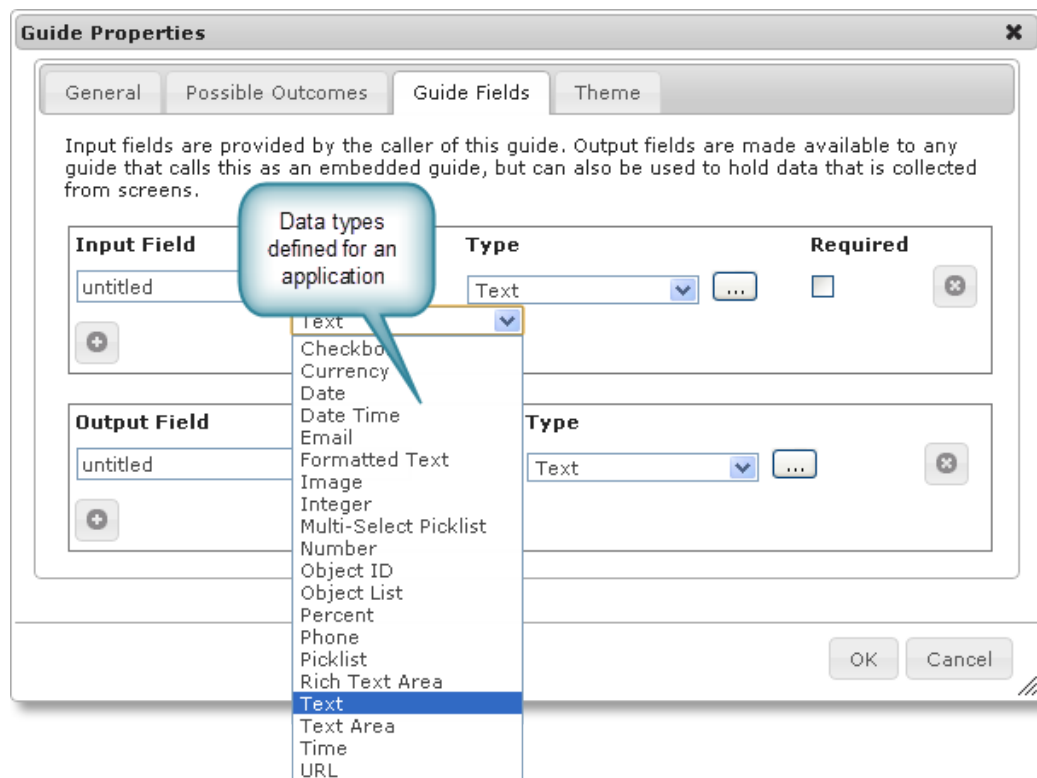 Guide Properties
General Possible Outcomes Guide Fields Theme
Input fields are provided by the caller of this guide. Output fields are made available to any
guide that calls this as an embedded guide, but can also be used to hold data that is collected
from screens.
Data types
defined for an
application
Input Field Type Required
untitled Text ...
Text
Checkbo
Currency
Date
Date Time
Email
Formatted Text
Image
Integer
Multi-Select Picklist
Number
Object ID
Object List
Percent
Phone
Picklist
Rich Text Area
Text
Text Area
Time
URL
Output Field Type
untitled Text ...
OK Cancel